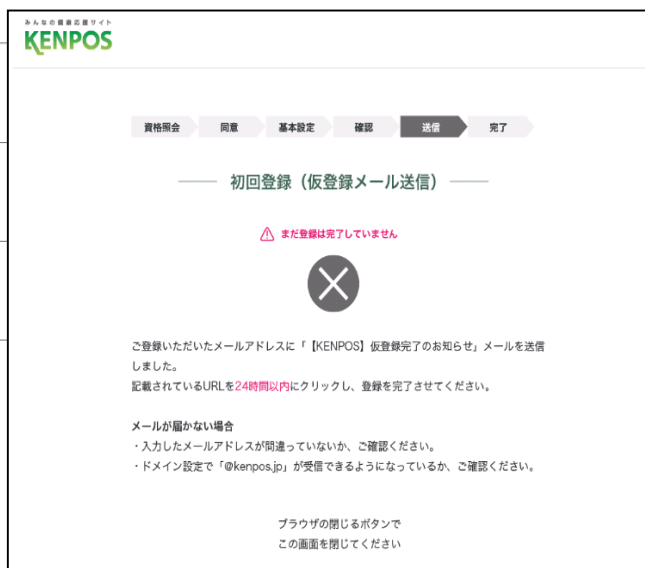 みんなの健康応援サイト
KENPOS
資格照会 同意 基本設定 確認 送信 完了
初回登録(仮登録メール送信)
まだ登録は完了していません
ご登録いただいたメールアドレスに「【KENPOS】仮登録完了のお知らせ」メールを送信
しました。
記載されているURLを24時間以内にクリックし、登録を完了させてください。
メールが届かない場合
・入力したメールアドレスが間違っていないか、ご確認ください。
・ドメイン設定で「@kenpos.jp」が受信できるようになっているか、ご確認ください。
ブラウザの閉じるボタンで
この画面を閉じてください